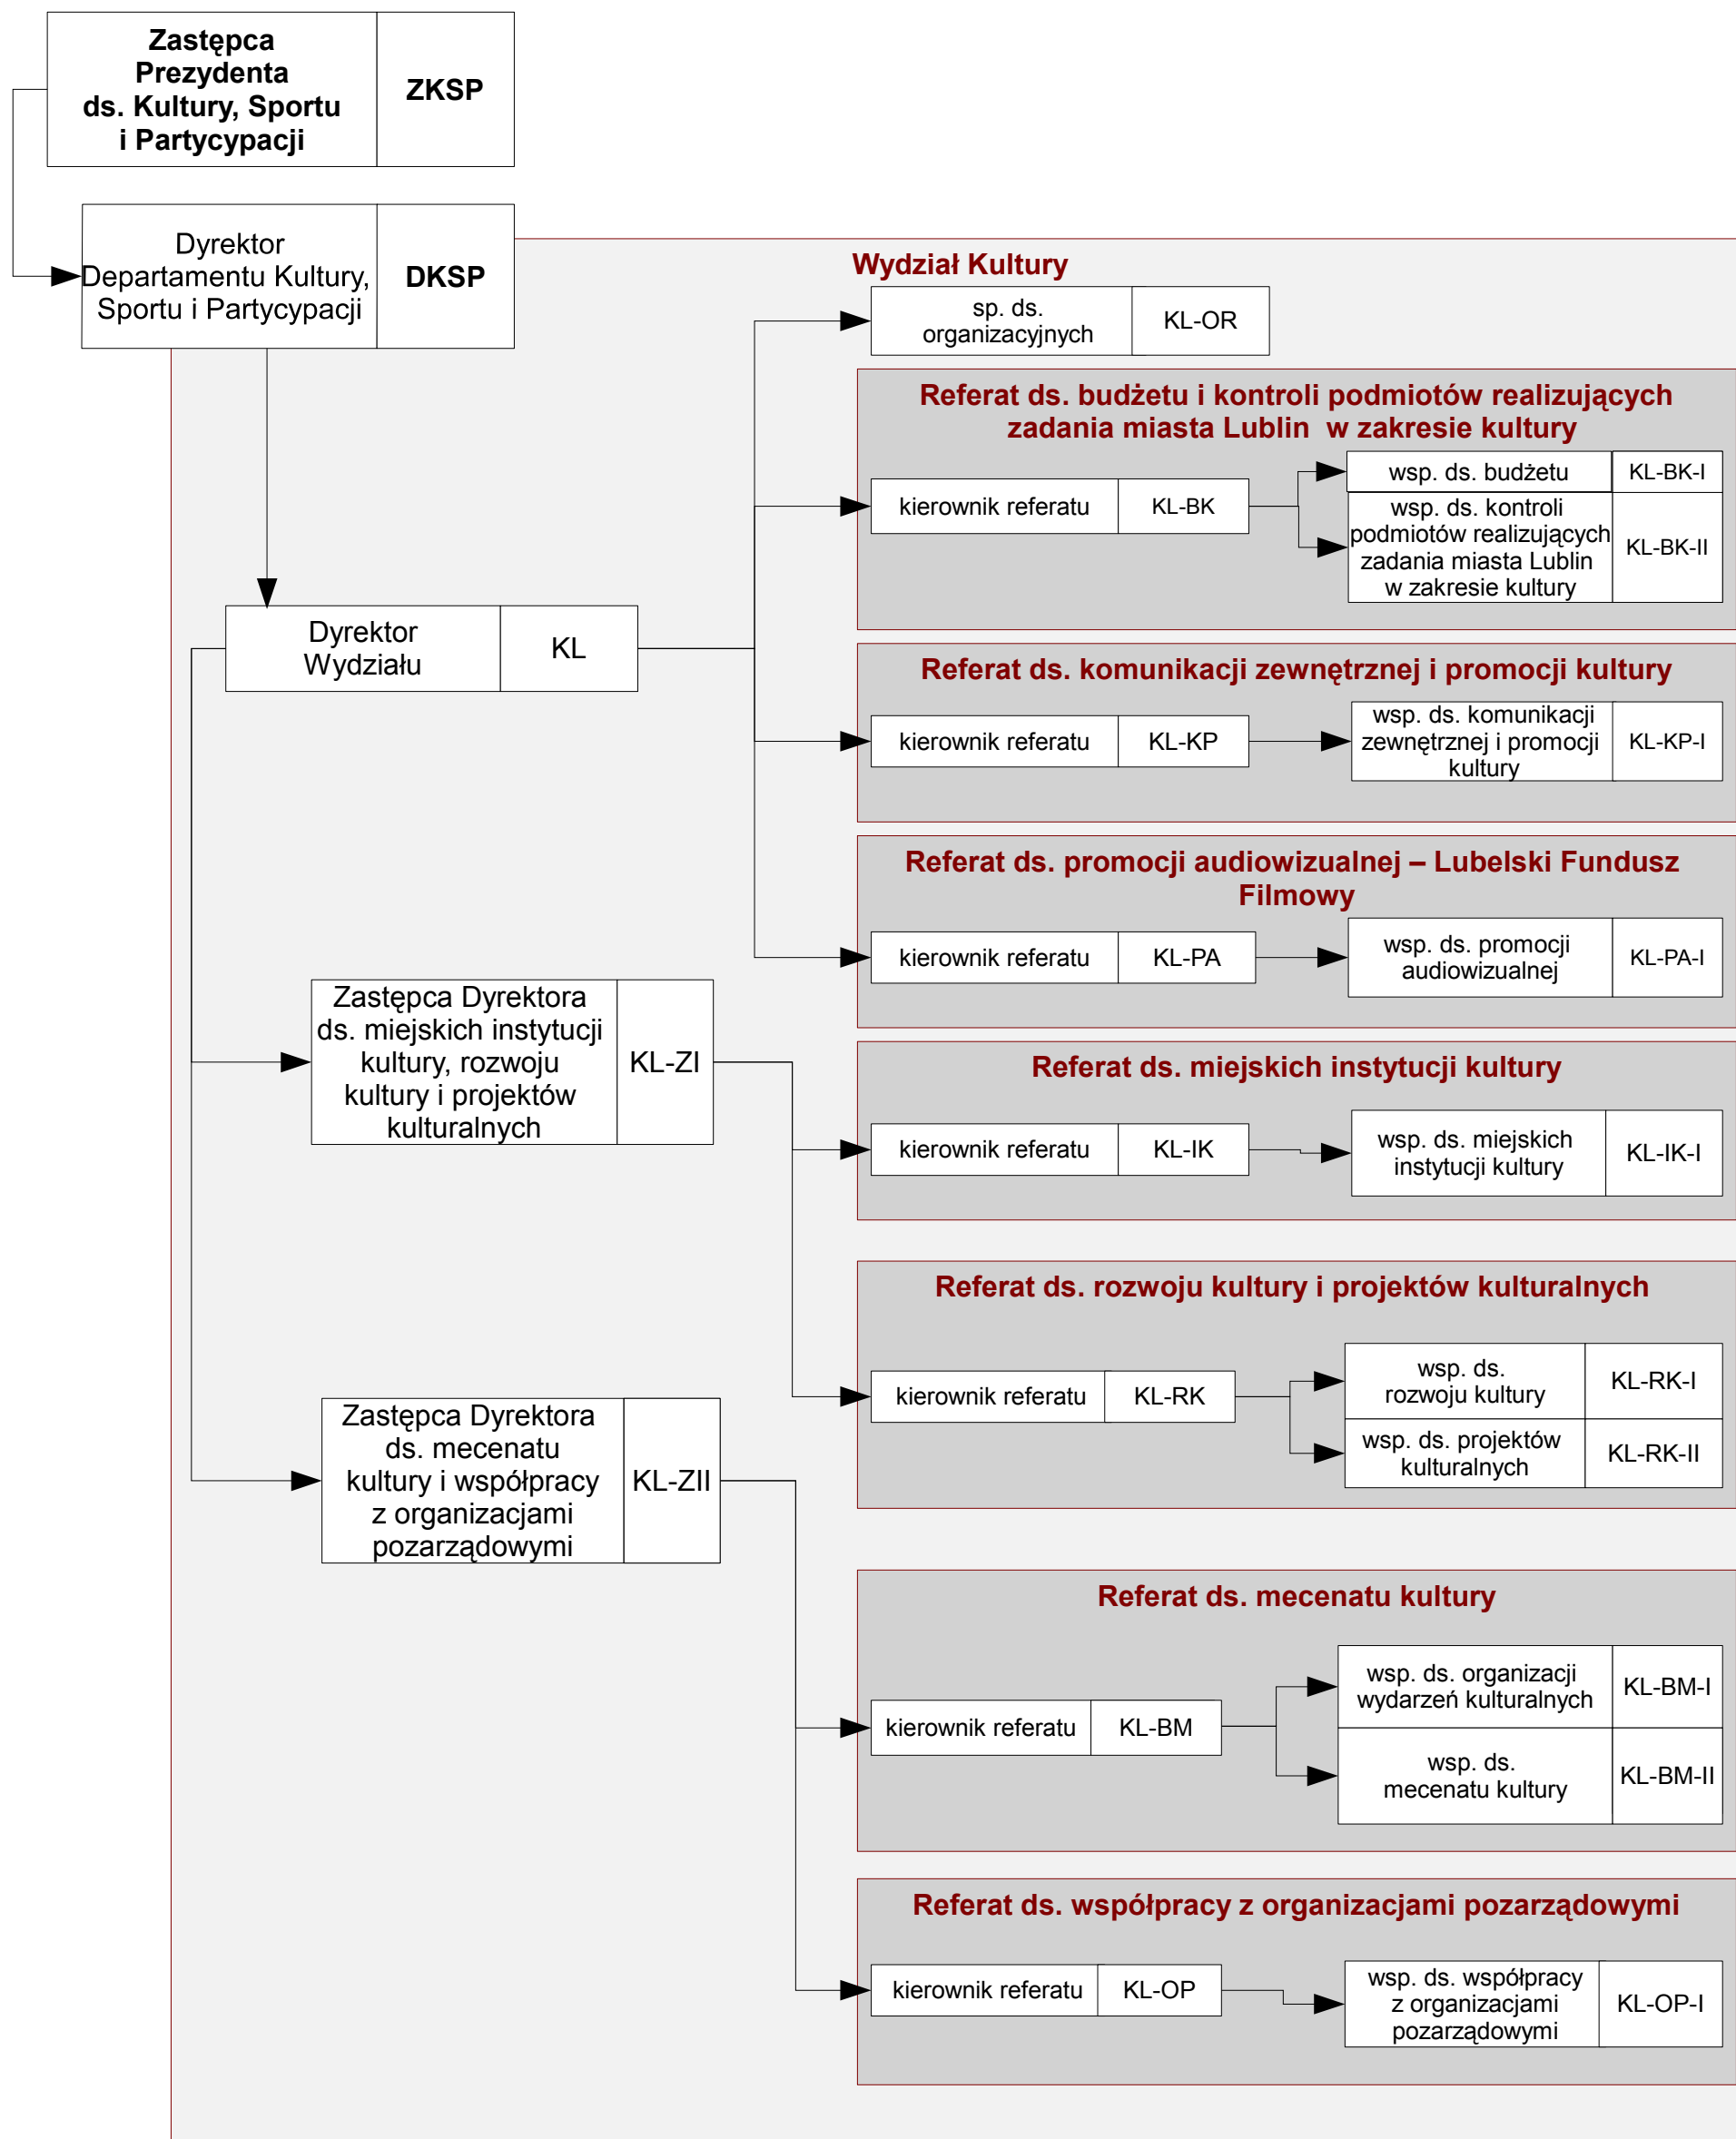 Zastępca
Prezydenta
ds. Kultury, Sportu
i Partycypacji
ZKSP
Dyrektor
Departamentu Kultury,
Sportu i Partycypacji
DKSP
Wydział Kultury
sp. ds.
organizacyjnych
KL-OR
Referat ds. budżetu i kontroli podmiotów realizujących
zadania miasta Lublin w zakresie kultury
kierownik referatu
KL-BK
wsp. ds. budżetu
KL-BK-I
wsp. ds. kontroli
podmiotów realizujących
zadania miasta Lublin
w zakresie kultury
KL-BK-II
Dyrektor
Wydziału
KL
Referat ds. komunikacji zewnętrznej i promocji kultury
kierownik referatu
KL-KP
wsp. ds. komunikacji
zewnętrznej i promocji
kultury
KL-KP-I
Referat ds. promocji audiowizualnej – Lubelski Fundusz
Filmowy
kierownik referatu
KL-PA
wsp. ds. promocji
audiowizualnej
KL-PA-I
Zastępca Dyrektora
ds. miejskich instytucji
kultury, rozwoju
kultury i projektów
kulturalnych
KL-ZI
Referat ds. miejskich instytucji kultury
kierownik referatu
KL-IK
wsp. ds. miejskich
instytucji kultury
KL-IK-I
Referat ds. rozwoju kultury i projektów kulturalnych
kierownik referatu
KL-RK
wsp. ds.
rozwoju kultury
KL-RK-I
wsp. ds. projektów
kulturalnych
KL-RK-II
Zastępca Dyrektora
ds. mecenatu
kultury i współpracy
z organizacjami
pozarządowymi
KL-ZII
Referat ds. mecenatu kultury
kierownik referatu
KL-BM
wsp. ds. organizacji
wydarzeń kulturalnych
KL-BM-I
wsp. ds.
mecenatu kultury
KL-BM-II
Referat ds. współpracy z organizacjami pozarządowymi
kierownik referatu
KL-OP
wsp. ds. współpracy
z organizacjami
pozarządowymi
KL-OP-I